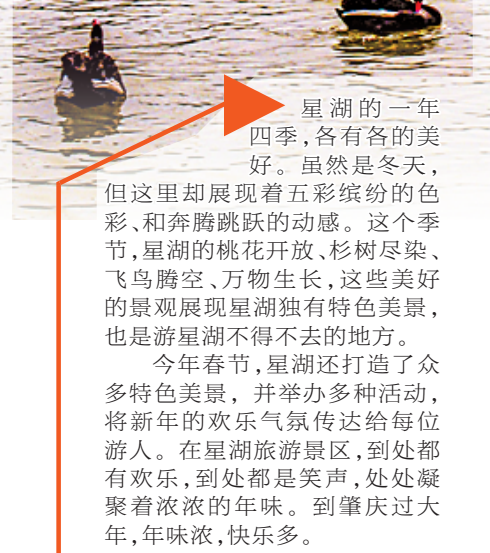 星湖的一年
四季,各有各的美
好。虽然是冬天,
但这里却展现着五彩缤纷的色
彩、和奔腾跳跃的动感。这个季
节,星湖的桃花开放、杉树尽染、
飞鸟腾空、万物生长,这些美好
的景观展现星湖独有特色美景,
也是游星湖不得不去的地方。
今年春节,星湖还打造了众
多特色美景,并举办多种活动,
将新年的欢乐气氛传达给每位
游人。在星湖旅游景区,到处都
有欢乐,到处都是笑声,处处凝
聚着浓浓的年味。到肇庆过大
年,年味浓,快乐多。